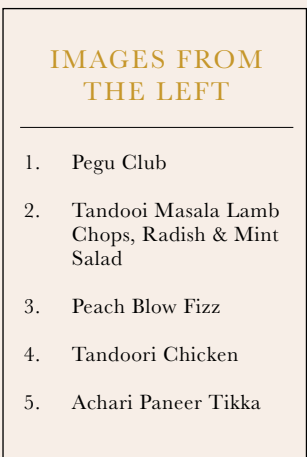 IMAGES FROM
THE LEFT
1. Pegu Club
2. Tandooi Masala Lamb
Chops, Radish & Mint
Salad
3. Peach Blow Fizz
4. Tandoori Chicken
5. Achari Paneer Tikka